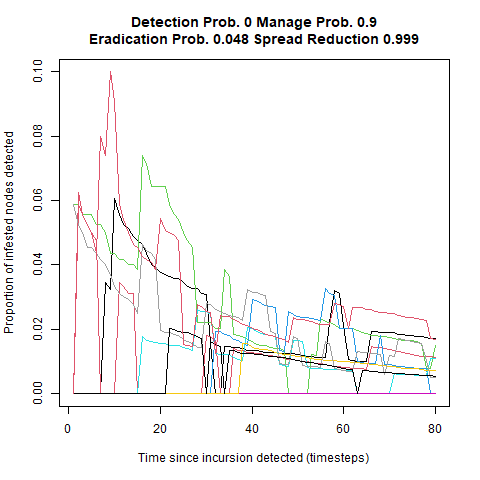 Detection Prob. 0 Manage Prob. 0.9
Eradication Prob. 0.048 Spread Reduction 0.999
Proportion of infested nodes detected
0.10
0.08
0.06
0.04
0.02
0.00
0 20 40 60 80
Time since incursion detected (timesteps)